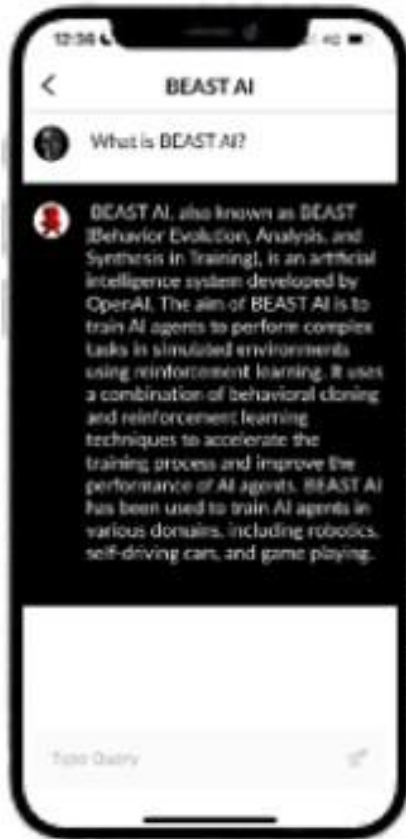 12:36
4G
BEAST AI
What is BEAST AI?
BEAST AI, also known as BEAST
(Behavior Evolution, Analysis, and
Synthesis in Training), is an artificial
intelligence system developed by
OpenAI. The aim of BEAST AI is to
train AI agents to perform complex
tasks in simulated environments
using reinforcement learning. It uses
a combination of behavioral cloning
and reinforcement learning
techniques to accelerate the
training process and improve the
performance of AI agents. BEAST AI
has been used to train AI agents in
various domains, including robotics,
self-driving cars, and game playing.
Type Query